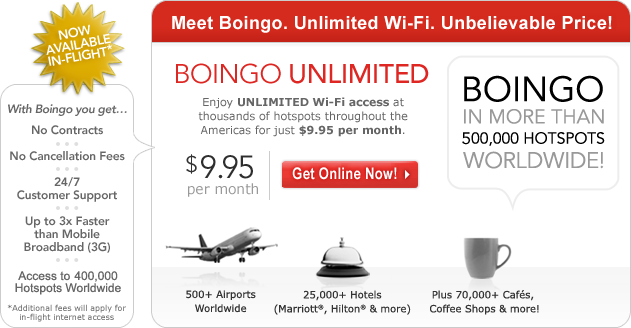 Meet Boingo. Unlimited Wi-Fi. Unbelievable Price!
NOW
AVAILABLE
IN-FLIGHT*
With Boingo you get...
No Contracts
No Cancellation Fees
24/7
Customer Support
Up to 3x Faster
than Mobile
Broadband (3G)
Access to 400,000
Hotspots Worldwide
*Additional fees will apply for
in-flight internet access
BOINGO UNLIMITED
Enjoy UNLIMITED Wi-Fi access at
thousands of hotspots throughout the
Americas for just $9.95 per month.
$9.95
per month
Get Online Now!
BOINGO
IN MORE THAN
500,000 HOTSPOTS
WORLDWIDE!
500+ Airports
Worldwide
25,000+ Hotels
(Marriott®, Hilton® & more)
Plus 70,000+ Cafés,
Coffee Shops & more!